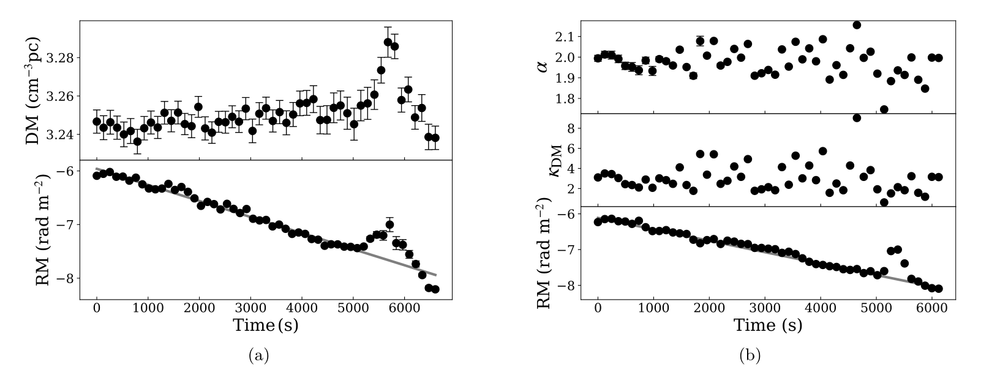 DM (cm⁻³pc)
3.28
3.26
3.24
RM (rad m⁻²)
−6
−7
−8
0 1000 2000 3000 4000 5000 6000
Time (s)
(a)
α
2.1
2.0
1.9
1.8
κDM
8
6
4
2
RM (rad m⁻²)
−6
−7
−8
0 1000 2000 3000 4000 5000 6000
Time (s)
(b)